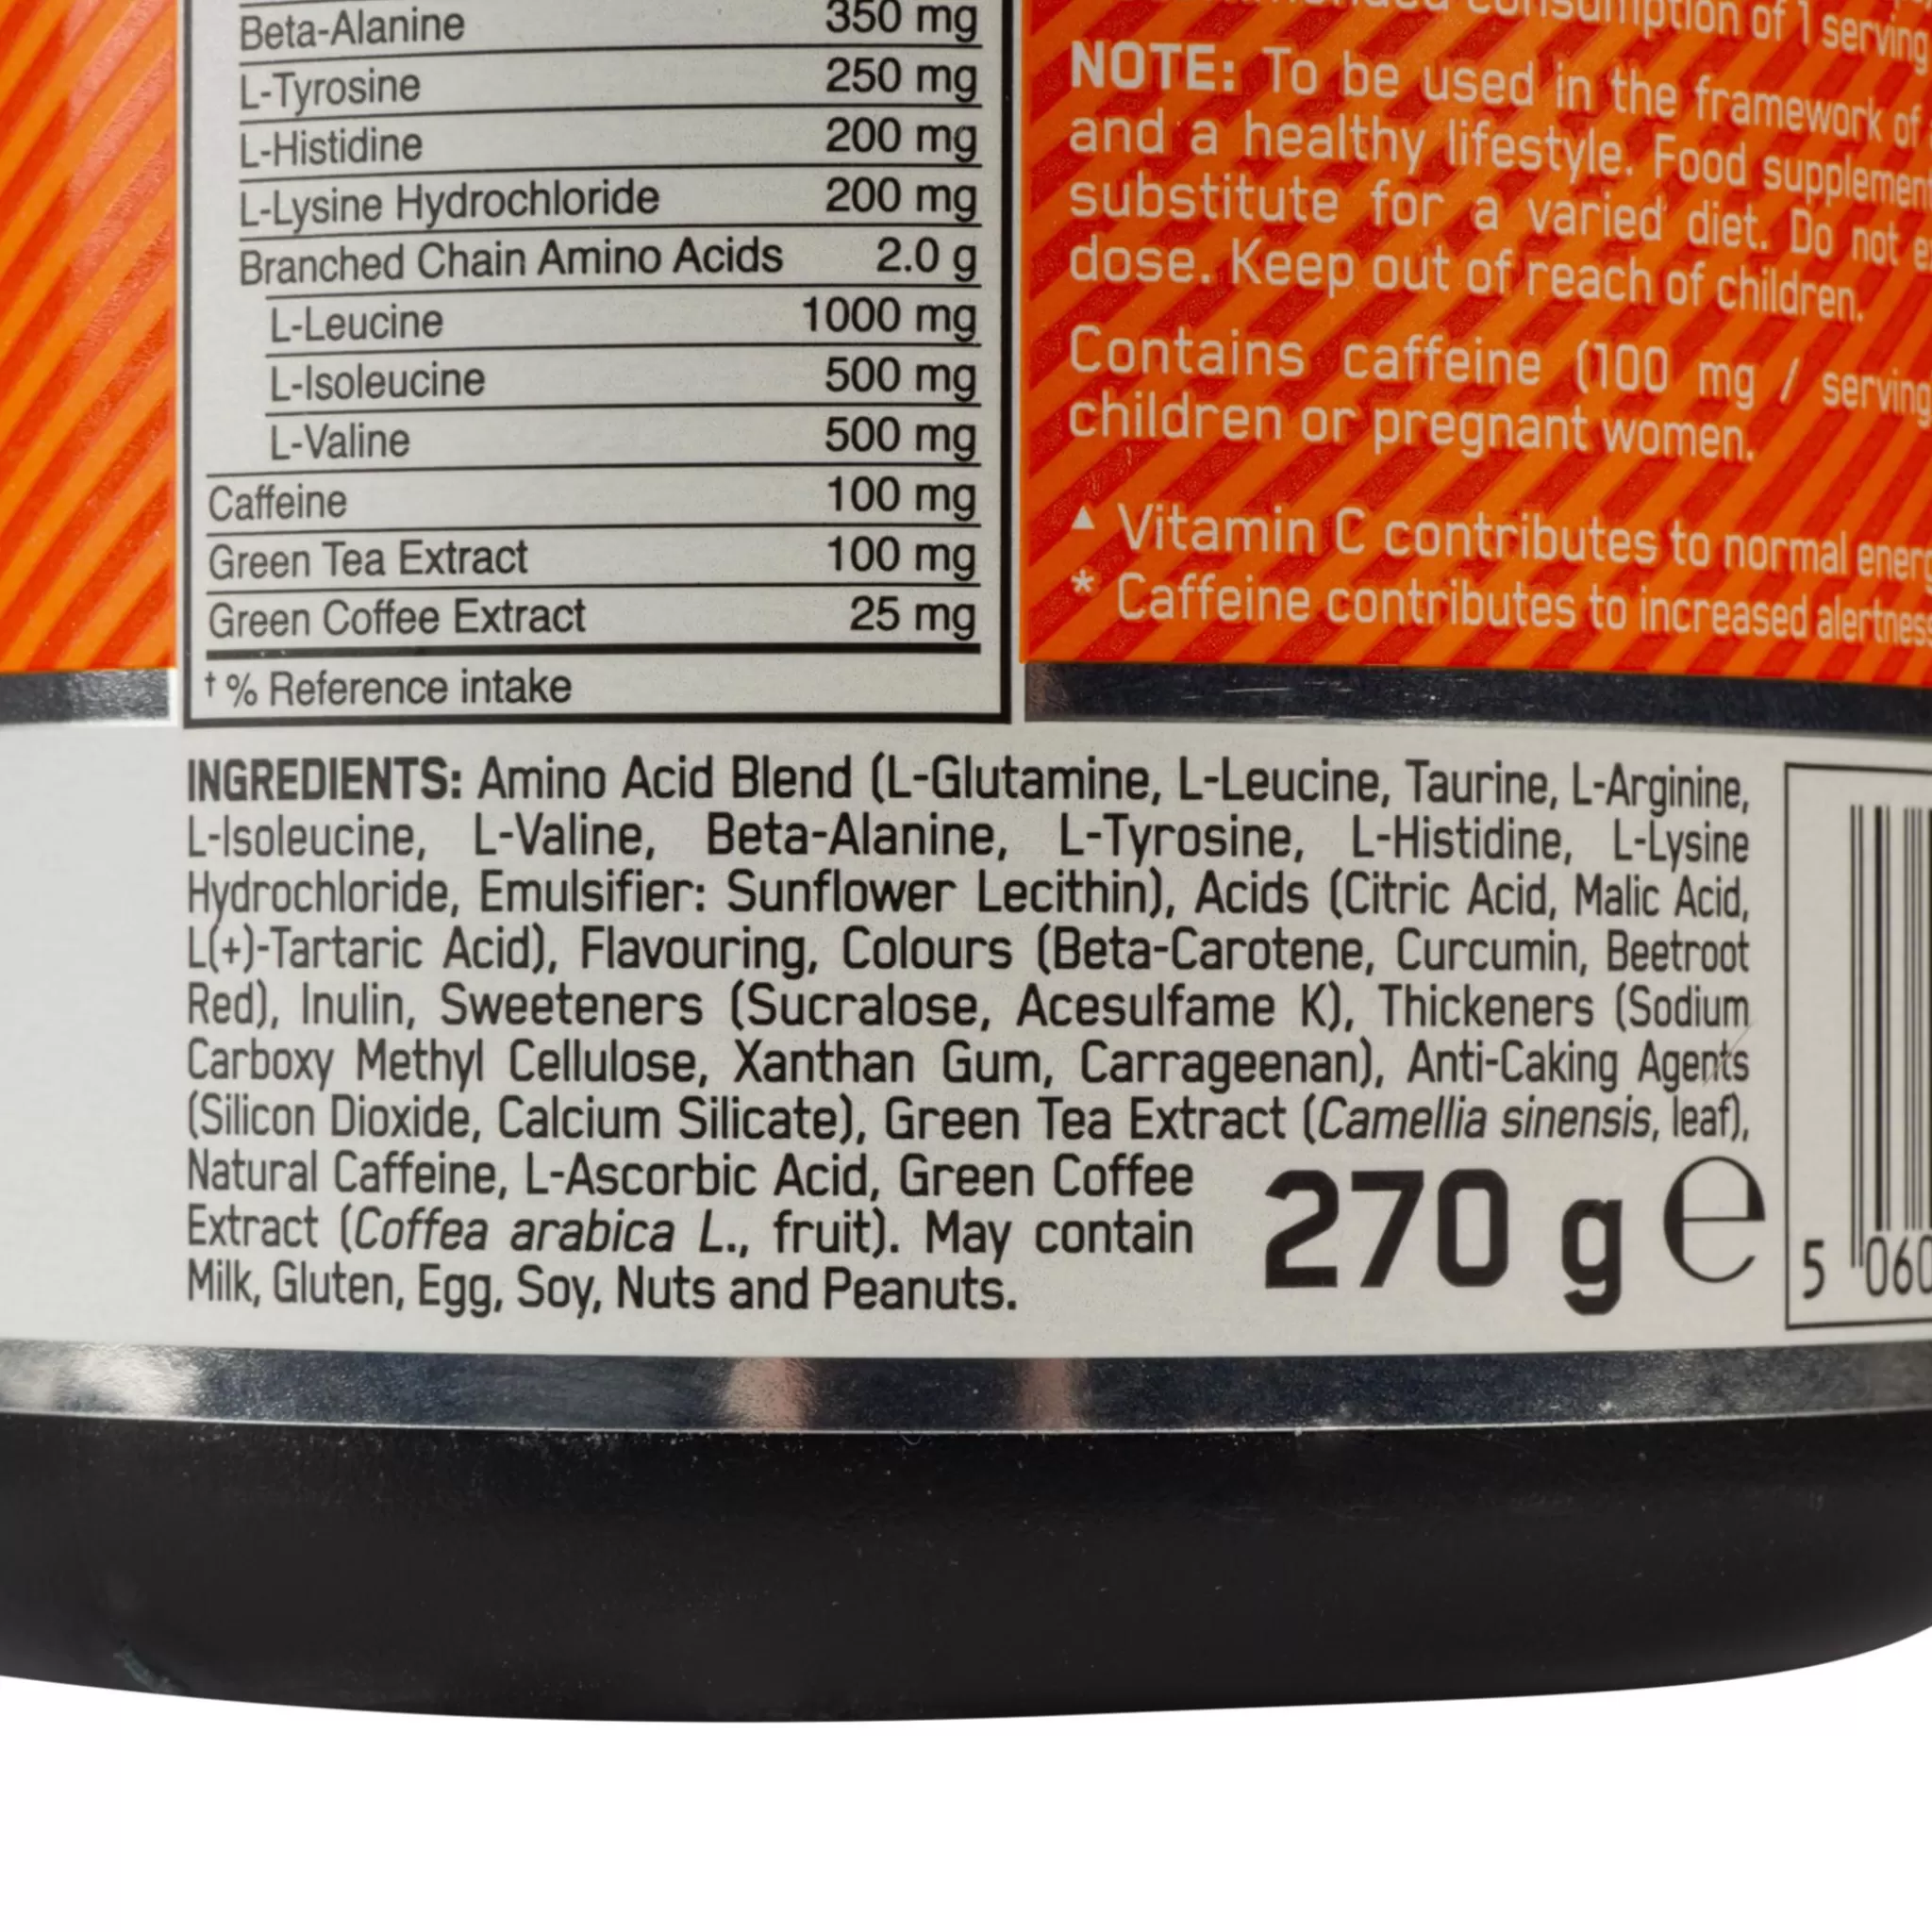 Beta-Alanine 350 mg
L-Tyrosine 250 mg
L-Histidine 200 mg
L-Lysine Hydrochloride 200 mg
Branched Chain Amino Acids 2.0 g
L-Leucine 1000 mg
L-Isoleucine 500 mg
L-Valine 500 mg
Caffeine 100 mg
Green Tea Extract 100 mg
Green Coffee Extract 25 mg
† % Reference intake
consumption of 1 serving
NOTE: To be used in the framework of
and a healthy lifestyle. Food supplement
substitute for a varied diet. Do not
dose. Keep out of reach of children.
Contains caffeine (100 mg / serving
children or pregnant women.
▲ Vitamin C contributes to normal
* Caffeine contributes to increased alertness
INGREDIENTS: Amino Acid Blend (L-Glutamine, L-Leucine, Taurine, L-Arginine,
L-Isoleucine, L-Valine, Beta-Alanine, L-Tyrosine, L-Histidine, L-Lysine
Hydrochloride, Emulsifier: Sunflower Lecithin), Acids (Citric Acid, Malic Acid,
L(+)-Tartaric Acid), Flavouring, Colours (Beta-Carotene, Curcumin, Beetroot
Red), Inulin, Sweeteners (Sucralose, Acesulfame K), Thickeners (Sodium
Carboxy Methyl Cellulose, Xanthan Gum, Carrageenan), Anti-Caking Agents
(Silicon Dioxide, Calcium Silicate), Green Tea Extract (Camellia sinensis, leaf),
Natural Caffeine, L-Ascorbic Acid, Green Coffee
Extract (Coffea arabica L., fruit). May contain
Milk, Gluten, Egg, Soy, Nuts and Peanuts.
270 g e
5 060